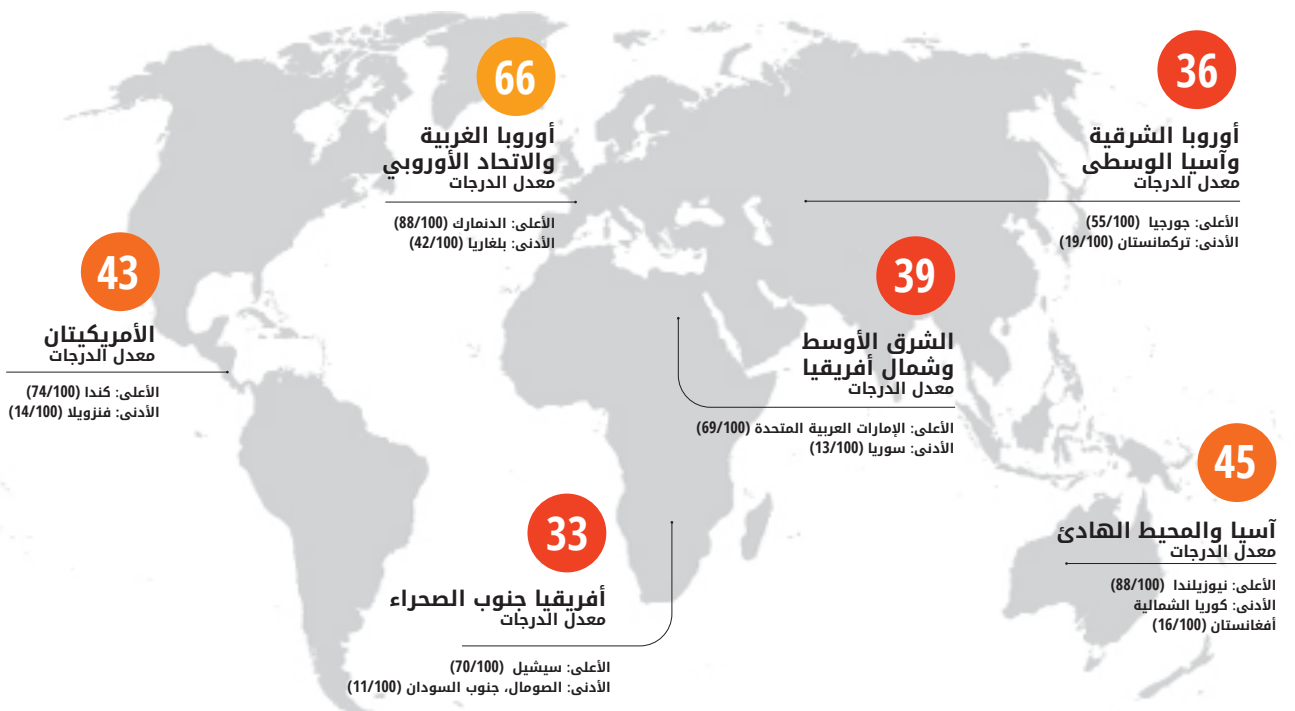 66
أوروبا الغربية
والاتحاد الأوروبي
معدل الدرجات
الأعلى: الدنمارك (88/100)
الأدنى: بلغاريا (42/100)
36
أوروبا الشرقية
وآسيا الوسطى
معدل الدرجات
الأعلى: جورجيا (55/100)
الأدنى: تركمانستان (19/100)
43
الأمريكيتان
معدل الدرجات
الأعلى: كندا (74/100)
الأدنى: فنزويلا (14/100)
39
الشرق الأوسط
وشمال أفريقيا
معدل الدرجات
الأعلى: الإمارات العربية المتحدة (69/100)
الأدنى: سوريا (13/100)
45
آسيا والمحيط الهادئ
معدل الدرجات
الأعلى: نيوزيلندا (88/100)
الأدنى: كوريا الشمالية
أفغانستان (16/100)
33
أفريقيا جنوب الصحراء
معدل الدرجات
الأعلى: سيشيل (70/100)
الأدنى: الصومال، جنوب السودان (11/100)